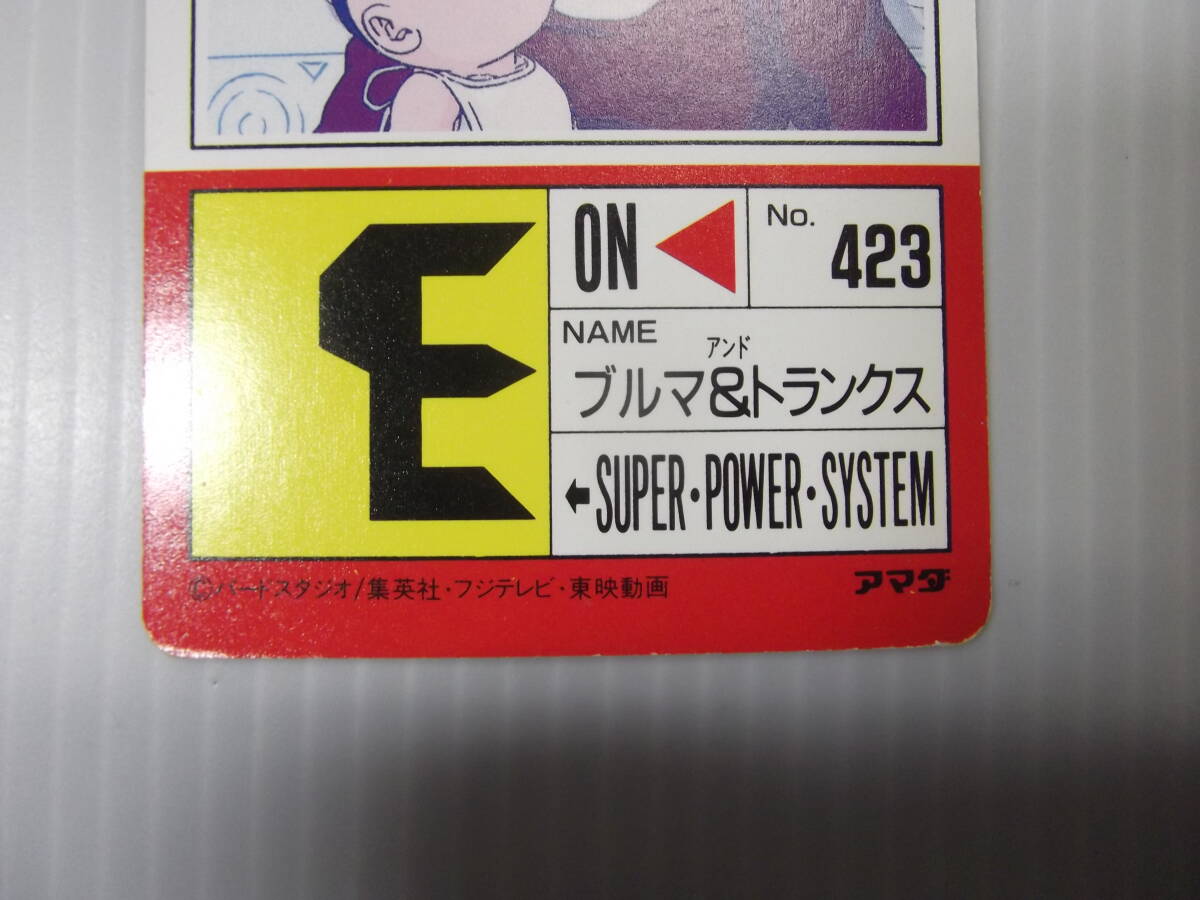 E
ON
No. 423
NAME
アンド
ブルマ&トランクス
←SUPER・POWER・SYSTEM
©バードスタジオ/集英社・フジテレビ・東映動画
アマダ